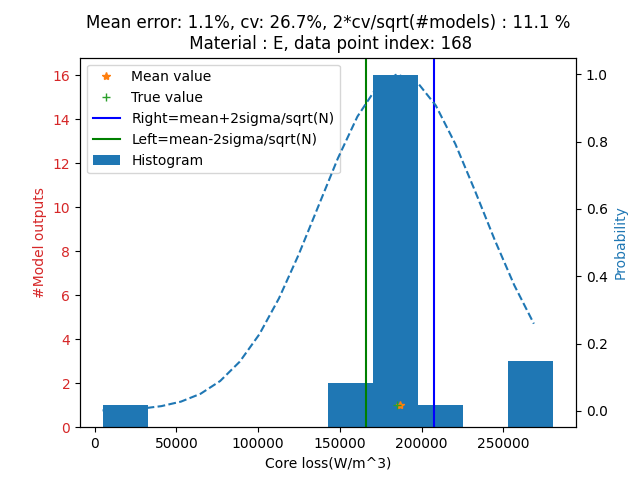 Mean error: 1.1%, cv: 26.7%, 2*cv/sqrt(#models) : 11.1 %
Material : E, data point index: 168
Mean value
True value
Right=mean+2sigma/sqrt(N)
Left=mean-2sigma/sqrt(N)
Histogram
#Model outputs
16
14
12
10
8
6
4
2
0
1.0
0.8
0.6
0.4
0.2
0.0
Probability
0
50000
100000
150000
200000
250000
Core loss(W/m^3)